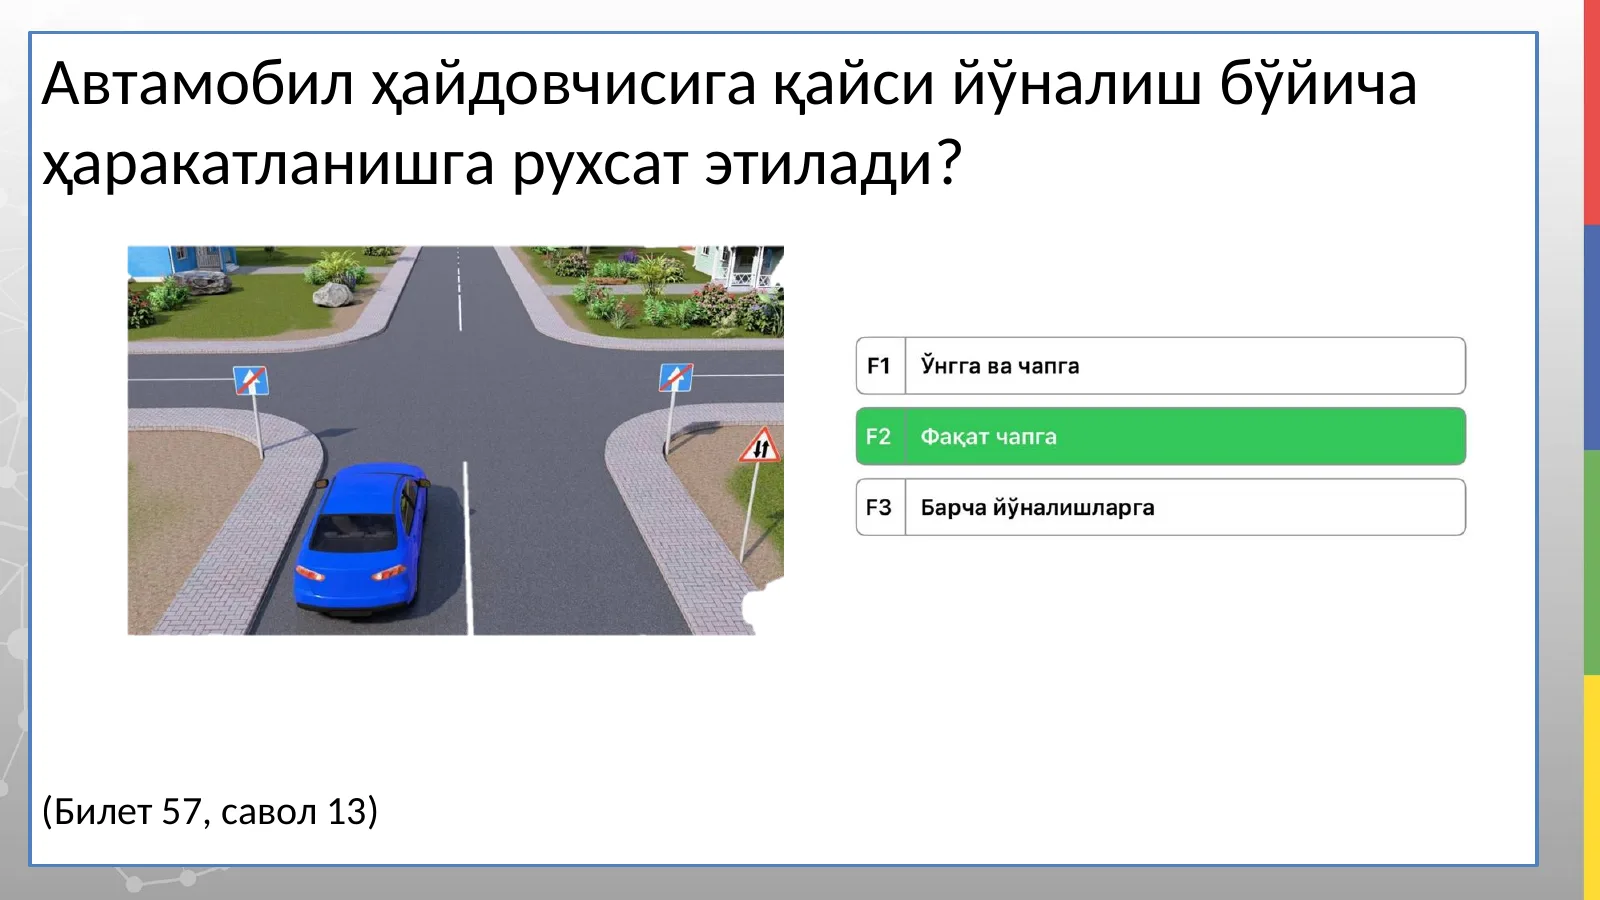 Автамобил ҳайдовчисига қайси йўналиш бўйича
ҳаракатланишга рухсат этилади?
F1 Ўнгга ва чапга
F2 Фақат чапга
F3 Барча йўналишларга
(Билет 57, савол 13)